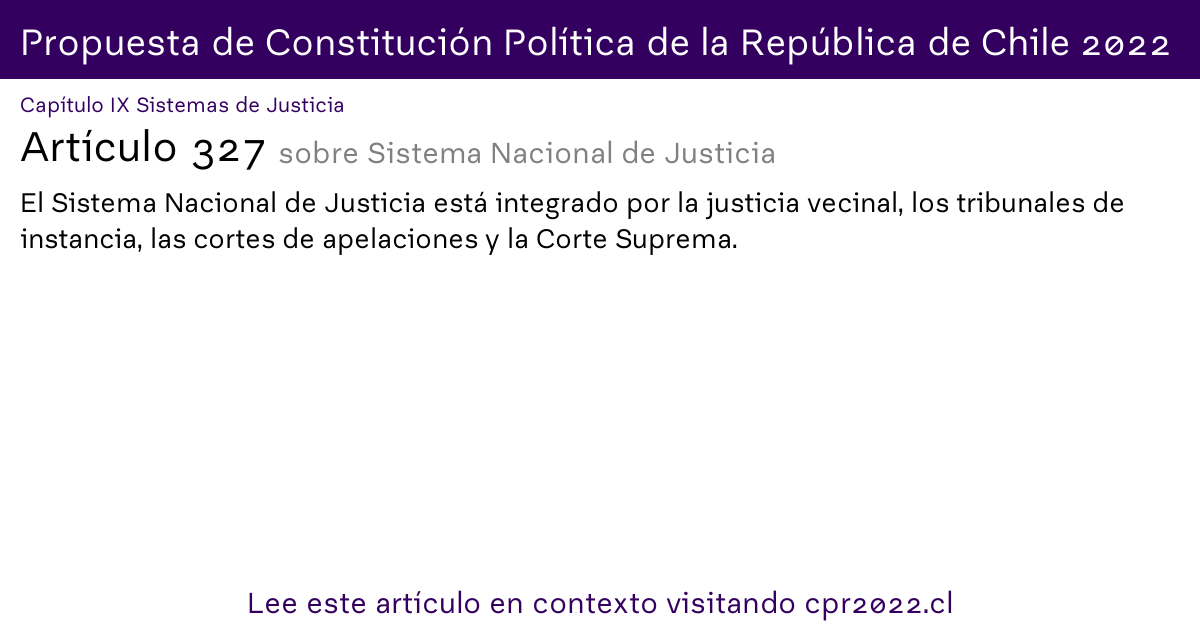 Propuesta de Constitución Política de la República de Chile 2022
Capítulo IX Sistemas de Justicia
Artículo 327 sobre Sistema Nacional de Justicia
El Sistema Nacional de Justicia está integrado por la justicia vecinal, los tribunales de
instancia, las cortes de apelaciones y la Corte Suprema.
Lee este artículo en contexto visitando cpr2022.cl